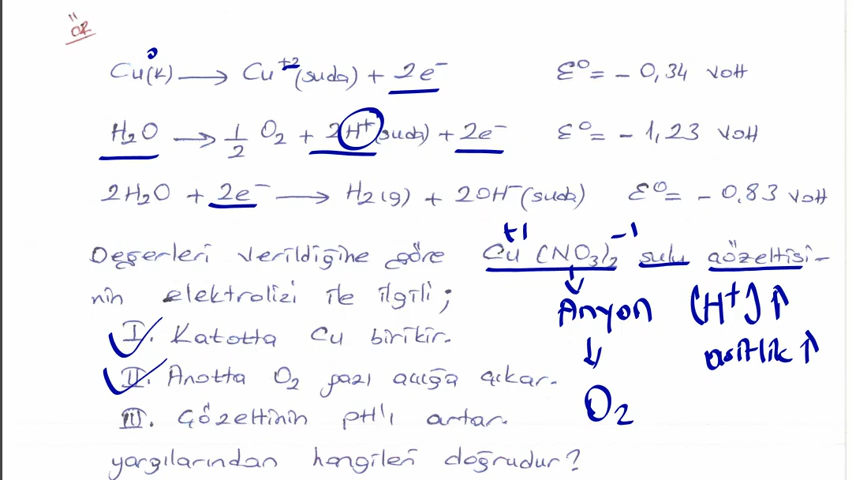 ör
Cu(k) → Cu+2(suda) + 2e⁻ Ɛ° = - 0,34 volt
H₂O → 1/2 O₂ + 2H⁺(suda) + 2e⁻ Ɛ° = - 1,23 volt
2H₂O + 2e⁻ → H₂(g) + 2OH⁻(suda) Ɛ° = - 0,83 volt
Değerleri verildiğine göre Cu(NO₃)₂ sulu çözeltisi-
+1 -1
nin elektrolizi ile ilgili;
Anyon (H⁺)↑
I. Katotta Cu birikir.
asitlik ↑
II. Anotta O₂ gazı açığa çıkar.
O₂
III. Çözeltinin pH'ı artar.
yargılarından hangileri doğrudur?